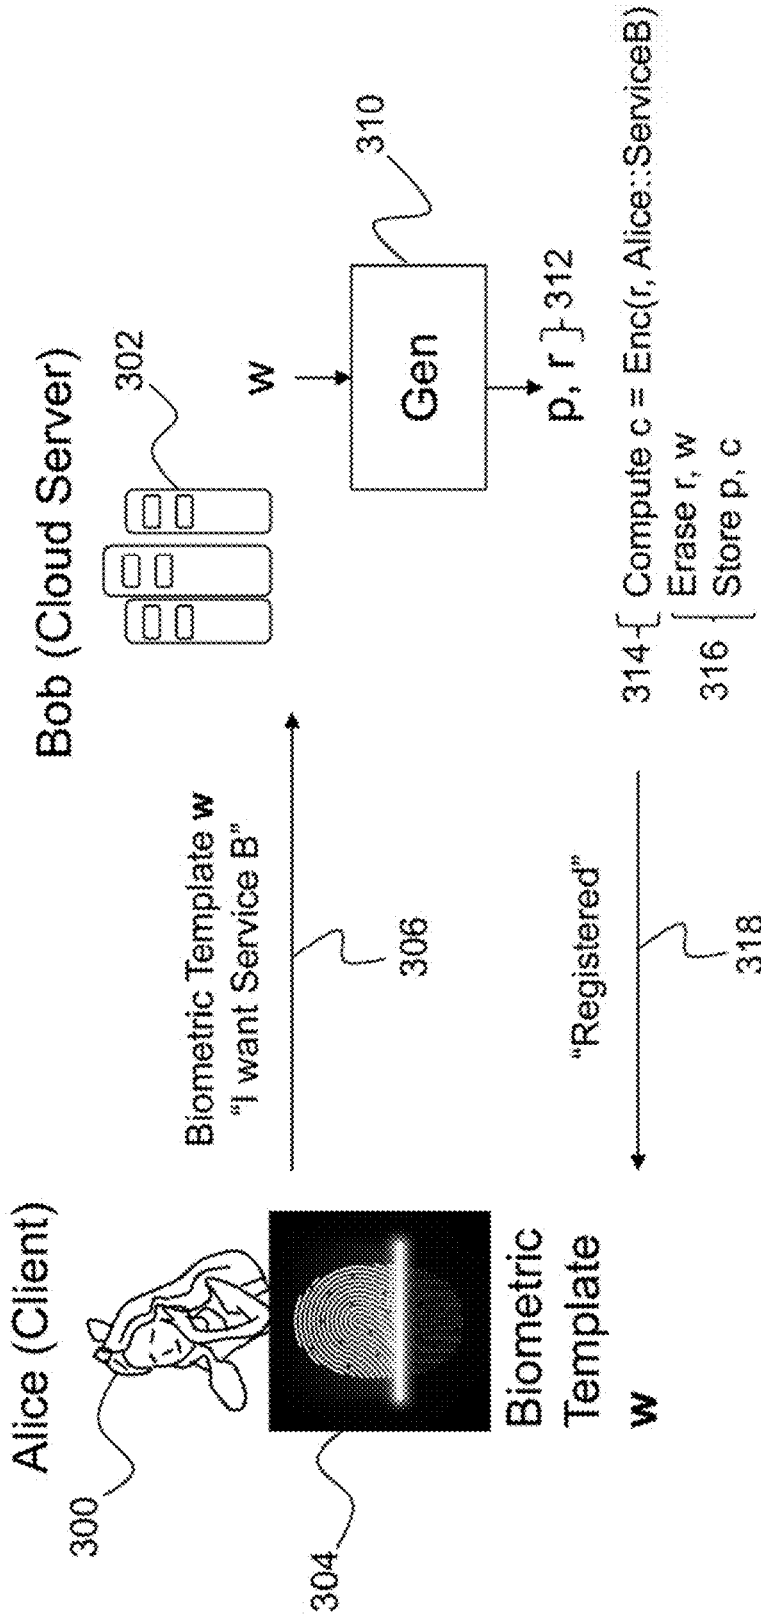 Alice (Client)
300
304
Biometric
Template
w
Biometric Template w
“I want Service B”
306
“Registered”
318
Bob (Cloud Server)
302
w
Gen
310
p, r } 312
314 { Compute c = Enc(r, Alice::ServiceB)
316 { Erase r, w
Store p, c